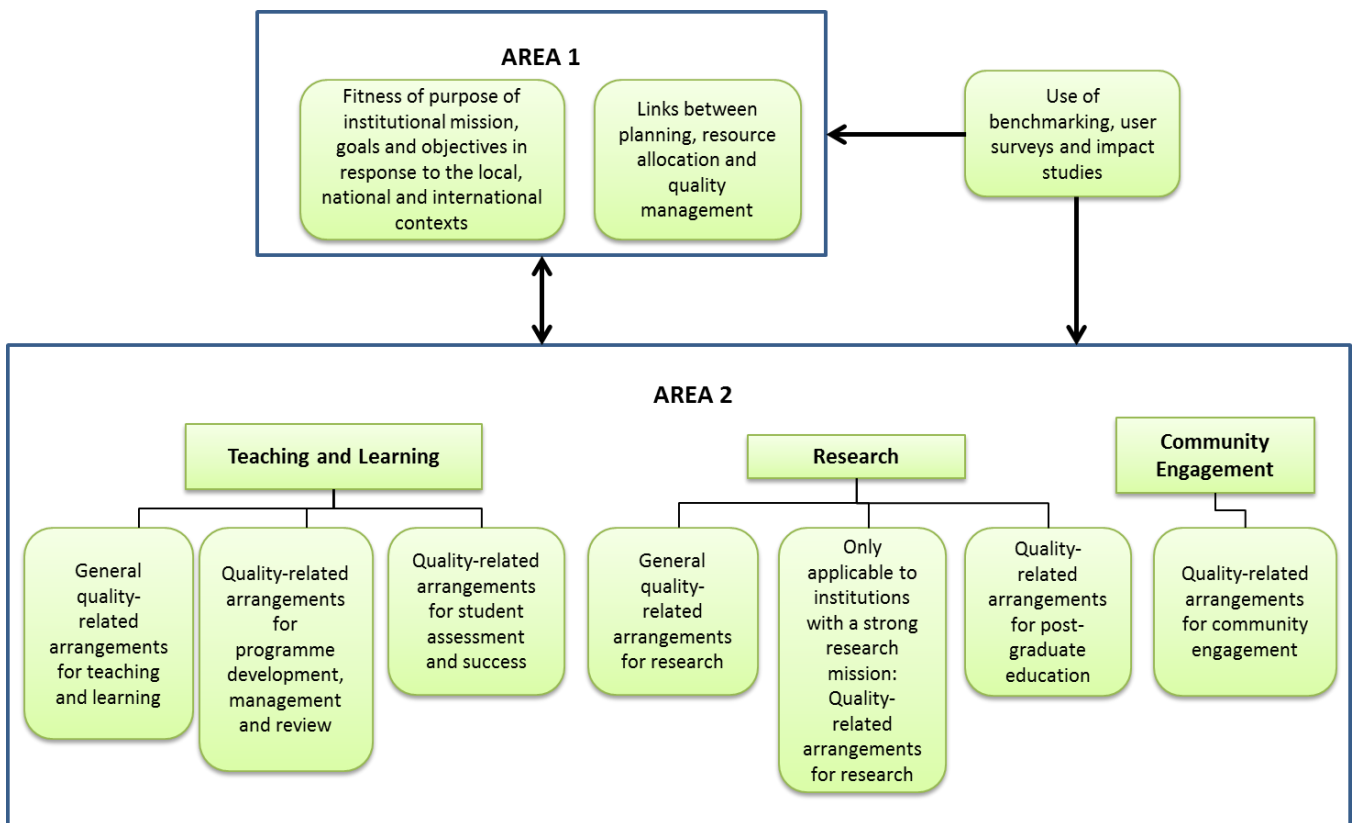 AREA 1
Fitness of purpose of
institutional mission,
goals and objectives in
response to the local,
national and international
contexts
Links between
planning, resource
allocation and
quality
management
Use of
benchmarking, user
surveys and impact
studies
AREA 2
Teaching and Learning
General
quality-
related
arrangements
for teaching
and learning
Quality-related
arrangements
for
programme
development,
management
and review
Quality-related
arrangements
for student
assessment
and success
Research
General
quality-
related
arrangements
for research
Only
applicable to
institutions
with a strong
research
mission:
Quality-
related
arrangements
for research
Quality-
related
arrangements
for post-
graduate
education
Community
Engagement
Quality-related
arrangements
for community
engagement